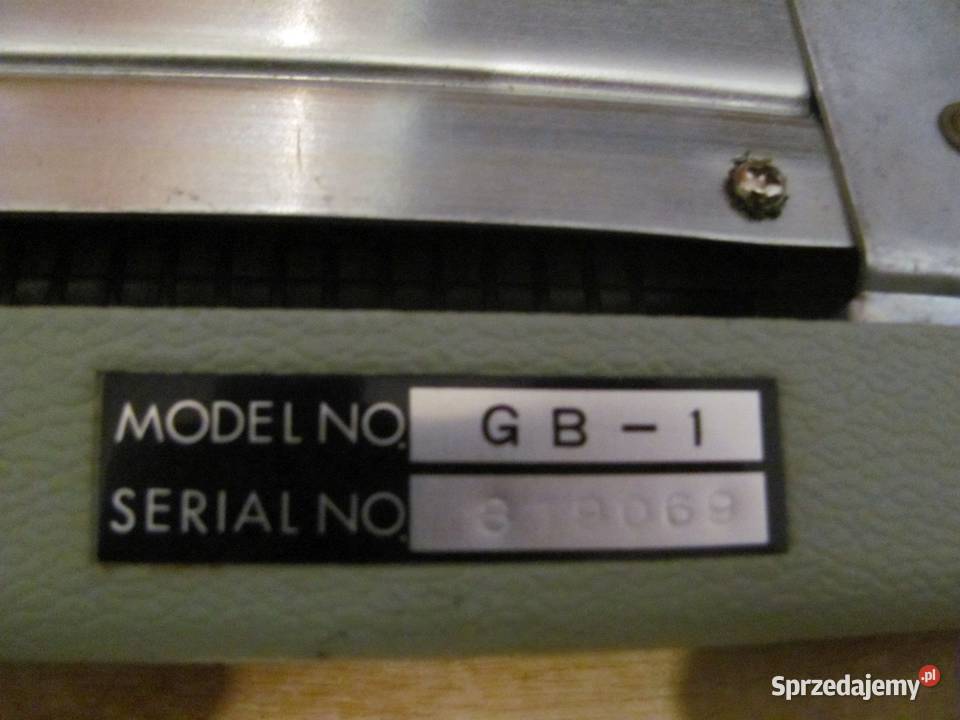 MODEL NO. GB-1
SERIAL NO.
Sprzedajemy.pl